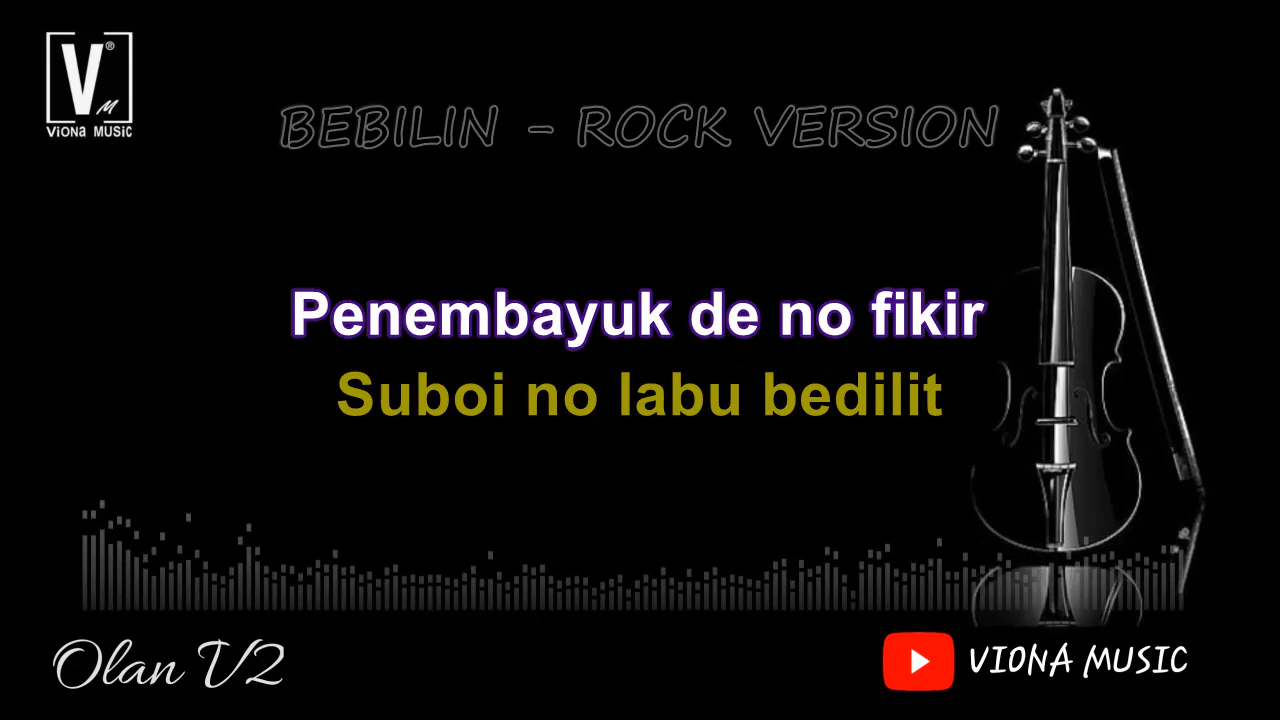 V®
M
ViONa MUSiC
BEBILIN - ROCK VERSION
Penembayuk de no fikir
Suboi no labu bedilit
Olan V2
VIONA MUSIC